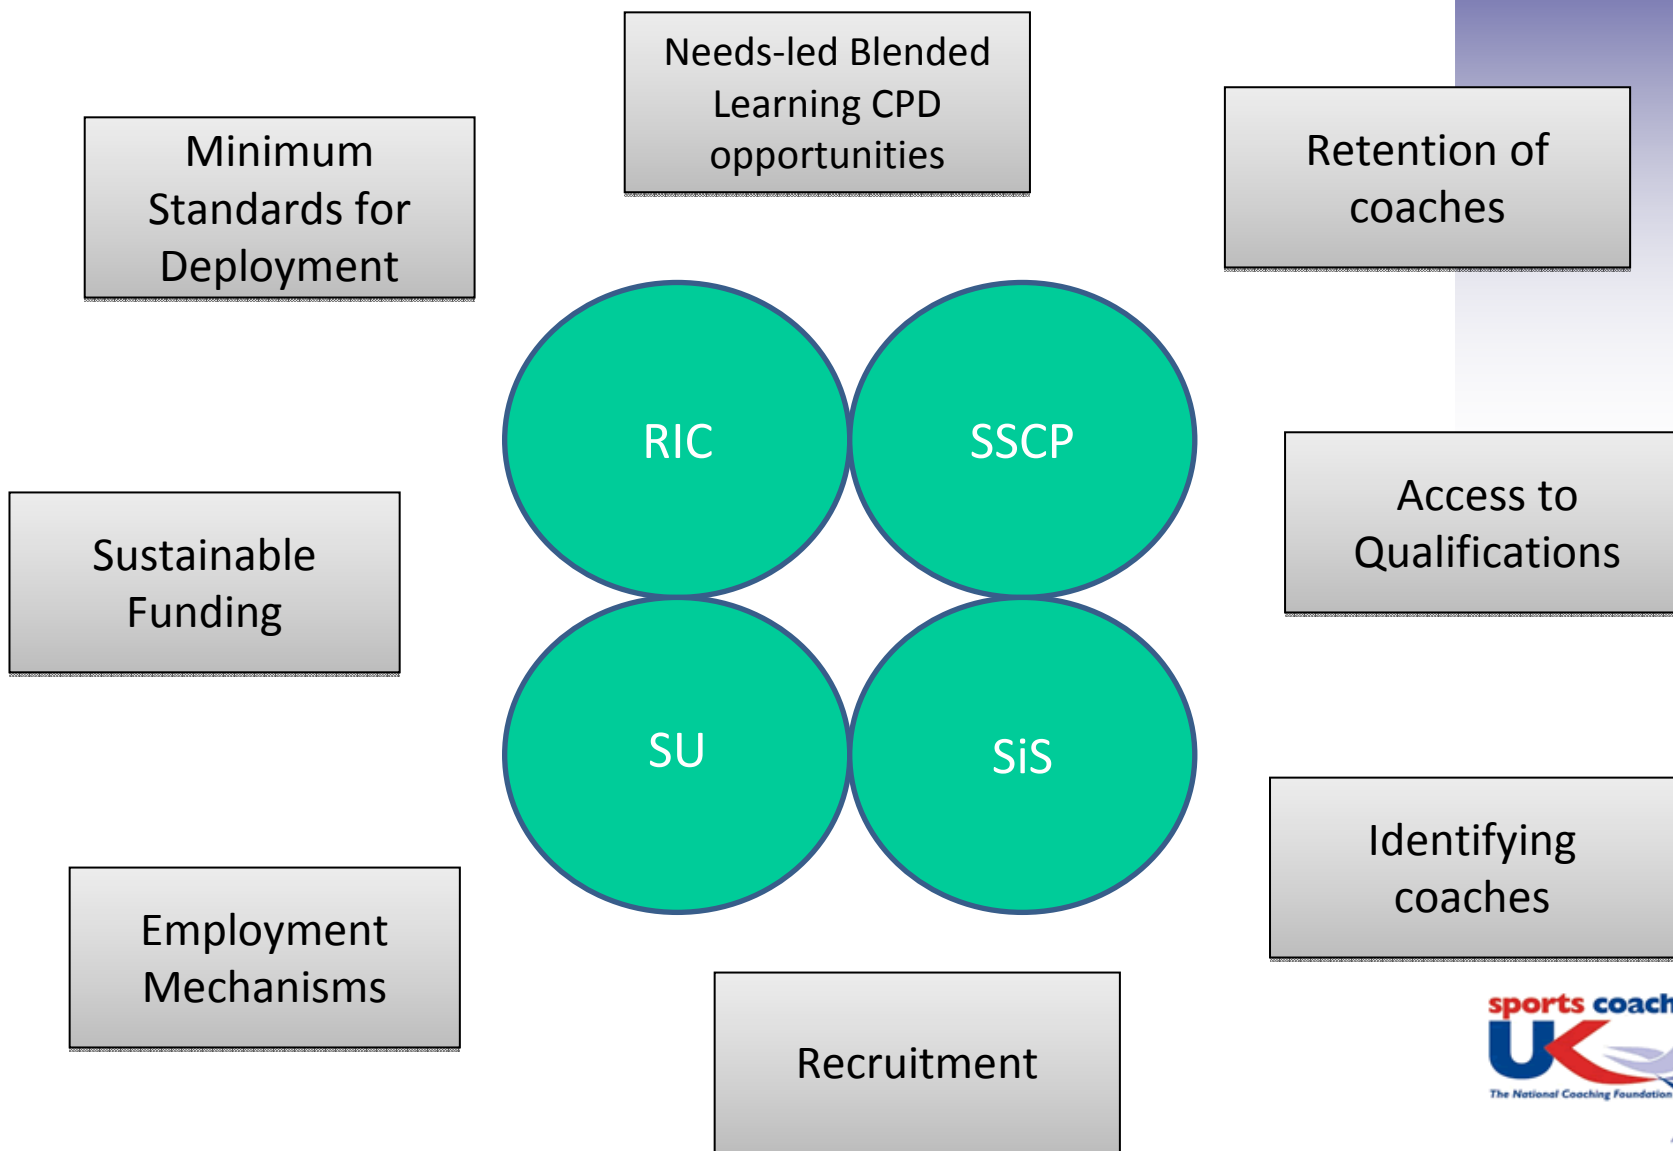 Needs-led Blended
Learning CPD
opportunities
Minimum
Standards for
Deployment
Retention of
coaches
RIC
SSCP
Access to
Qualifications
Sustainable
Funding
SU
SiS
Identifying
coaches
Employment
Mechanisms
Recruitment
sports coach
UK
The National Coaching Foundation